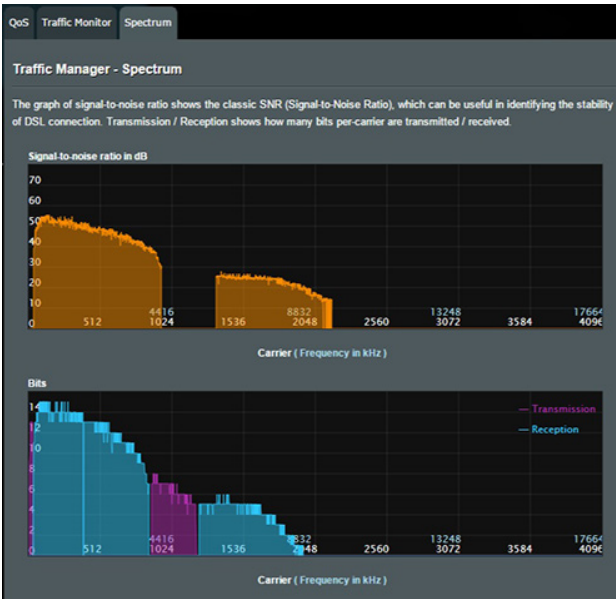 QoS Traffic Monitor Spectrum
Traffic Manager - Spectrum
The graph of signal-to-noise ratio shows the classic SNR (Signal-to-Noise Ratio), which can be useful in identifying the stability
of DSL connection. Transmission / Reception shows how many bits per-carrier are transmitted / received.
Signal-to-noise ratio in dB
70
60
50
40
30
20
10
4416 8832 13248 17664
0 512 1024 1536 2048 2560 3072 3584 4096
Carrier ( Frequency in kHz )
Bits
14
— Transmission
12
— Reception
10
8
6
4
2
4416 8832 13248 17664
0 512 1024 1536 2048 2560 3072 3584 4096
Carrier ( Frequency in kHz )